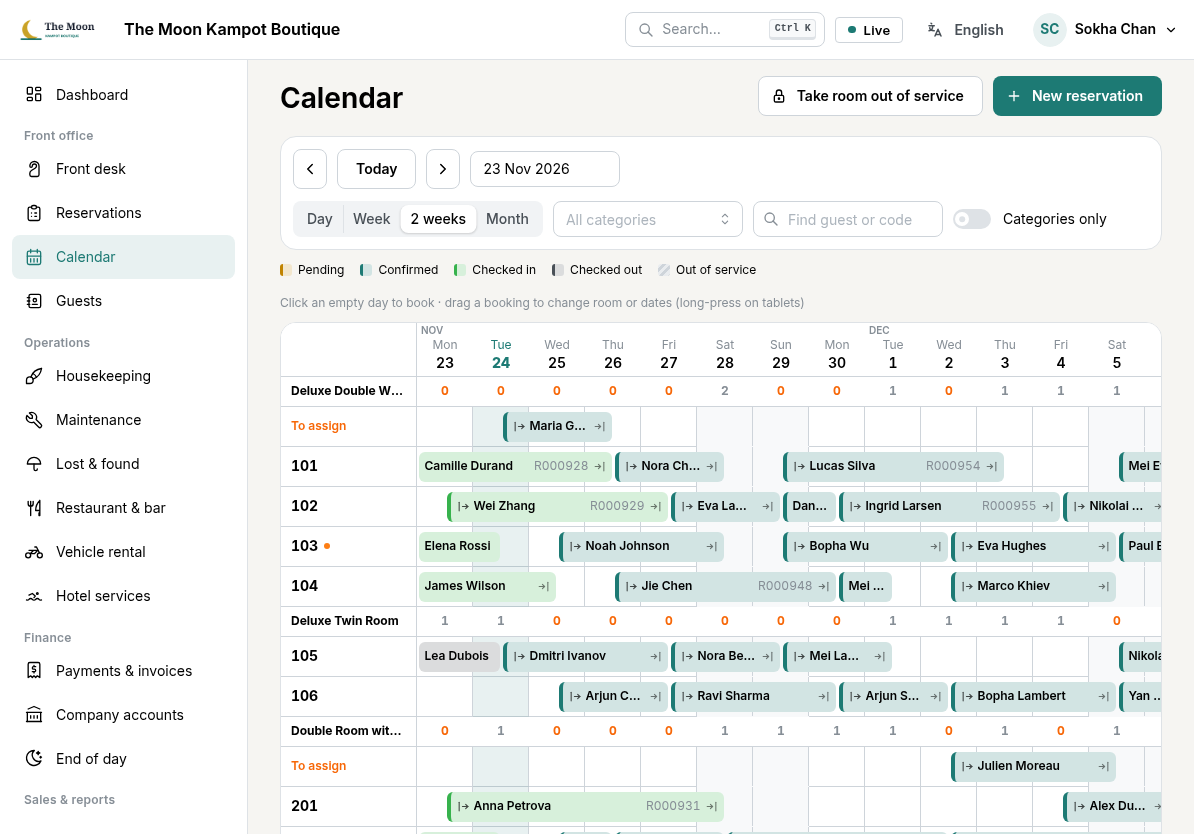 The Moon
KAMPOT BOUTIQUE
The Moon Kampot Boutique
Search...
Ctrl K
Live
English
SC
Sokha Chan
Dashboard
Front office
Front desk
Reservations
Calendar
Guests
Operations
Housekeeping
Maintenance
Lost & found
Restaurant & bar
Vehicle rental
Hotel services
Finance
Payments & invoices
Company accounts
End of day
Sales & reports
Calendar
Take room out of service
New reservation
Today
23 Nov 2026
Day Week 2 weeks Month
All categories
Find guest or code
Categories only
Pending Confirmed Checked in Checked out Out of service
Click an empty day to book · drag a booking to change room or dates (long-press on tablets)
NOV DEC
Mon Tue Wed Thu Fri Sat Sun Mon Tue Wed Thu Fri Sat
23 24 25 26 27 28 29 30 1 2 3 4 5
Deluxe Double W... 0 0 0 0 0 2 0 0 1 0 1 1 1
To assign Maria G...
101 Camille Durand R000928 Nora Ch... Lucas Silva R000954 Mei
102 Wei Zhang R000929 Eva La... Dan... Ingrid Larsen R000955 Nikolai ...
103 Elena Rossi Noah Johnson Bopha Wu Eva Hughes Paul
104 James Wilson Jie Chen R000948 Mei ... Marco Khiev
Deluxe Twin Room 1 1 0 0 0 0 0 0 1 1 1 1 0
105 Lea Dubois Dmitri Ivanov Nora Be... Mei La...
106 Arjun C... Ravi Sharma Arjun S... Bopha Lambert Yan ...
Double Room wit... 0 1 0 0 0 1 1 1 1 0 1 0 1
To assign Julien Moreau
201 Anna Petrova R000931 Alex Du...